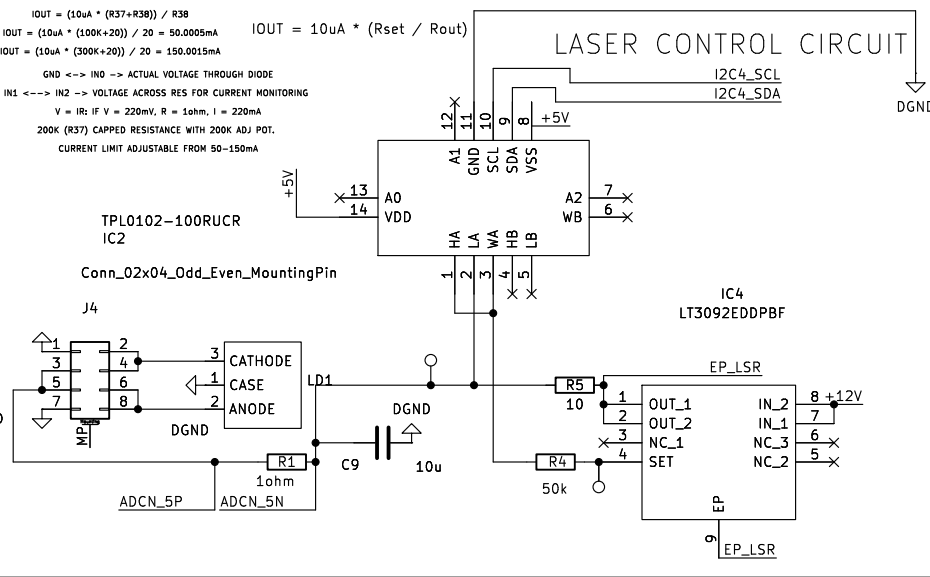 IOUT = (10uA * (R37+R38)) / R38
IOUT = (10uA * (100K+20)) / 20 = 50.0005mA
IOUT = (10uA * (300K+20)) / 20 = 150.0015mA
IOUT = 10uA * (Rset / Rout)
GND <-> IN0 -> ACTUAL VOLTAGE THROUGH DIODE
IN1 <--> IN2 -> VOLTAGE ACROSS RES FOR CURRENT MONITORING
V = IR: IF V = 220mV, R = 1ohm, I = 220mA
200K (R37) CAPPED RESISTANCE WITH 200K ADJ POT.
CURRENT LIMIT ADJUSTABLE FROM 50-150mA
LASER CONTROL CIRCUIT
I2C4_SCL
I2C4_SDA
DGND
+5V
12 11 10 9 8
A1 GND SCL SDA VSS
+5V
13 A0
14 VDD
A2 7
WB 6
HA LA WA HB LB
1 2 3 4 5
TPL0102-100RUCR
IC2
Conn_02x04_Odd_Even_MountingPin
J4
1 2
3 4
5 6
7 8
MP
3 CATHODE
1 CASE
2 ANODE
LD1
DGND
DGND
C9
10u
R1
1ohm
ADCN_5P
ADCN_5N
R5
10
R4
50k
IC4
LT3092EDDPBF
EP_LSR
1 OUT_1
2 OUT_2
3 NC_1
4 SET
IN_2 8
IN_1 7
NC_3 6
NC_2 5
+12V
EP
9
EP_LSR